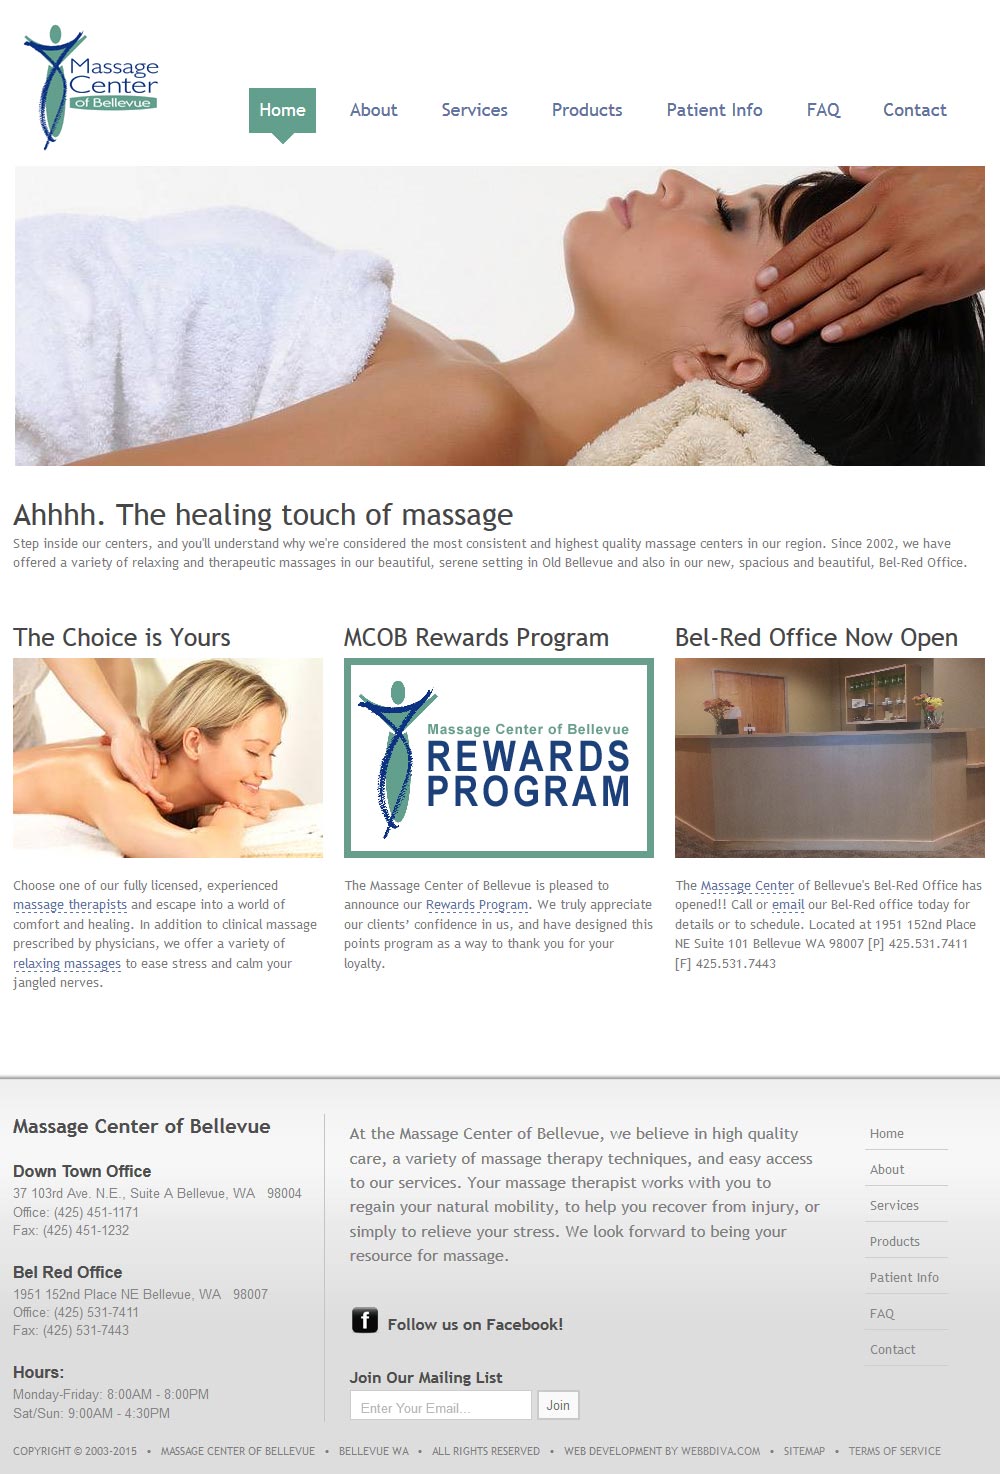 Massage
Center
of Bellevue
Home About Services Products Patient Info FAQ Contact
Ahhhh. The healing touch of massage
Step inside our centers, and you'll understand why we're considered the most consistent and highest quality massage centers in our region. Since 2002, we have
offered a variety of relaxing and therapeutic massages in our beautiful, serene setting in Old Bellevue and also in our new, spacious and beautiful, Bel-Red Office.
The Choice is Yours
Choose one of our fully licensed, experienced
massage therapists and escape into a world of
comfort and healing. In addition to clinical massage
prescribed by physicians, we offer a variety of
relaxing massages to ease stress and calm your
jangled nerves.
MCOB Rewards Program
Massage Center of Bellevue
REWARDS
PROGRAM
The Massage Center of Bellevue is pleased to
announce our Rewards Program. We truly appreciate
our clients' confidence in us, and have designed this
points program as a way to thank you for your
loyalty.
Bel-Red Office Now Open
The Massage Center of Bellevue's Bel-Red Office has
opened!! Call or email our Bel-Red office today for
details or to schedule. Located at 1951 152nd Place
NE Suite 101 Bellevue WA 98007 [P] 425.531.7411
[F] 425.531.7443
Massage Center of Bellevue
Down Town Office
37 103rd Ave. N.E., Suite A Bellevue, WA 98004
Office: (425) 451-1171
Fax: (425) 451-1232
Bel Red Office
1951 152nd Place NE Bellevue, WA 98007
Office: (425) 531-7411
Fax: (425) 531-7443
Hours:
Monday-Friday: 8:00AM - 8:00PM
Sat/Sun: 9:00AM - 4:30PM
At the Massage Center of Bellevue, we believe in high quality
care, a variety of massage therapy techniques, and easy access
to our services. Your massage therapist works with you to
regain your natural mobility, to help you recover from injury, or
simply to relieve your stress. We look forward to being your
resource for massage.
f Follow us on Facebook!
Join Our Mailing List
Enter Your Email... Join
Home
About
Services
Products
Patient Info
FAQ
Contact
COPYRIGHT © 2003-2015 • MASSAGE CENTER OF BELLEVUE • BELLEVUE WA • ALL RIGHTS RESERVED • WEB DEVELOPMENT BY WEBBDIVA.COM • SITEMAP • TERMS OF SERVICE